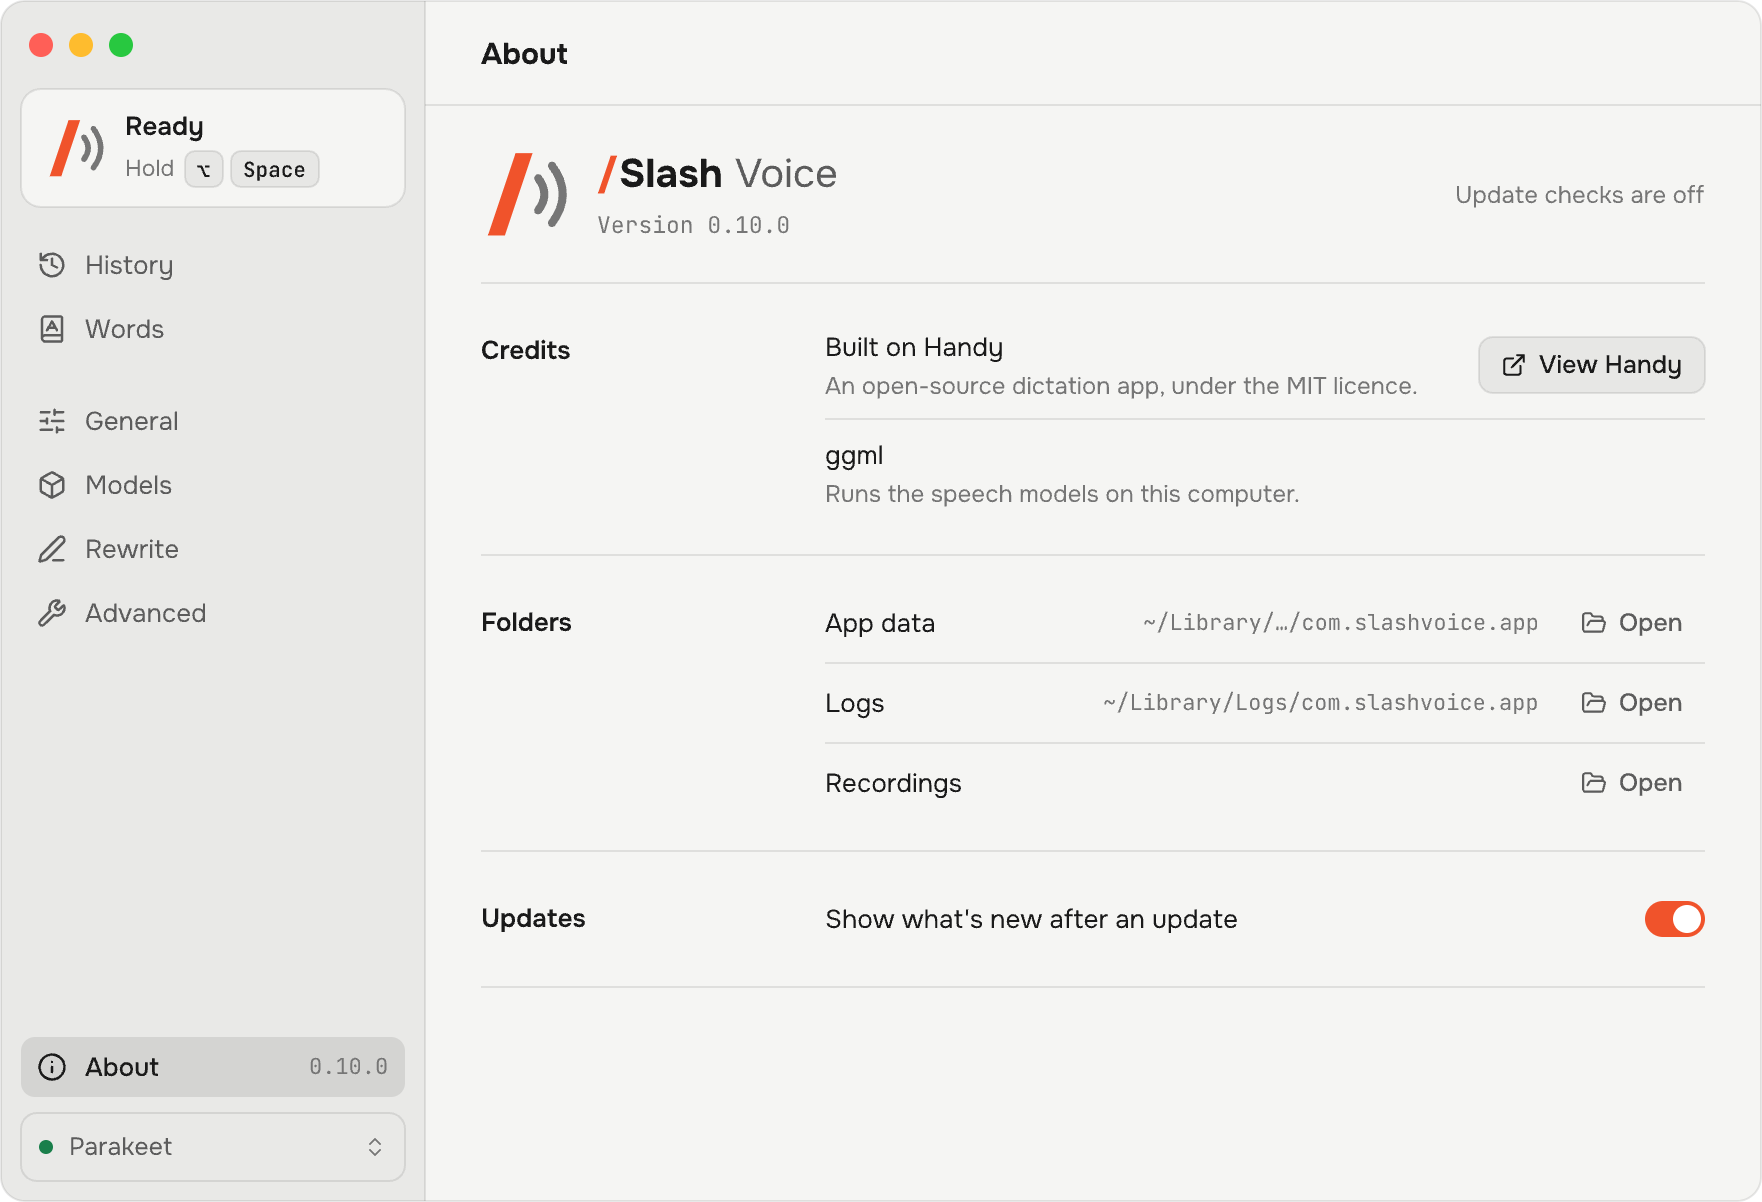 Ready
Hold ⌥ Space
History
Words
General
Models
Rewrite
Advanced
About 0.10.0
Parakeet
About
/Slash Voice
Version 0.10.0
Update checks are off
Credits
Built on Handy
An open-source dictation app, under the MIT licence.
View Handy
ggml
Runs the speech models on this computer.
Folders
App data ~/Library/…/com.slashvoice.app Open
Logs ~/Library/Logs/com.slashvoice.app Open
Recordings Open
Updates
Show what's new after an update